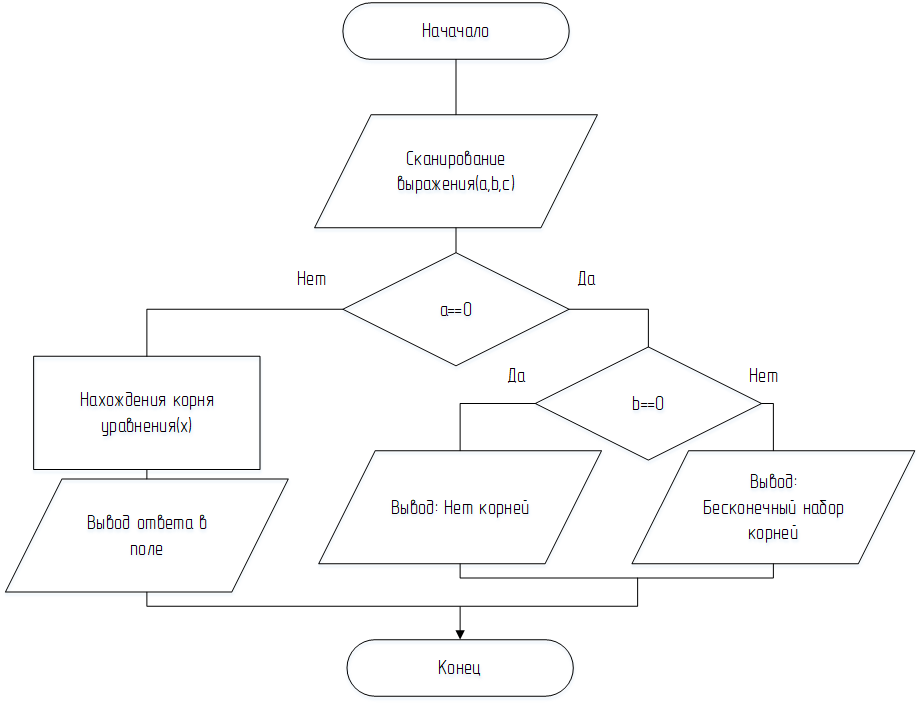 Начачало
Сканирование
выражения(a,b,c)
Нет
Да
a==0
Да
Нет
b==0
Нахождения корня
уравнения(x)
Вывод ответа в
поле
Вывод: Нет корней
Вывод:
Бесконечный набор
корней
Конец